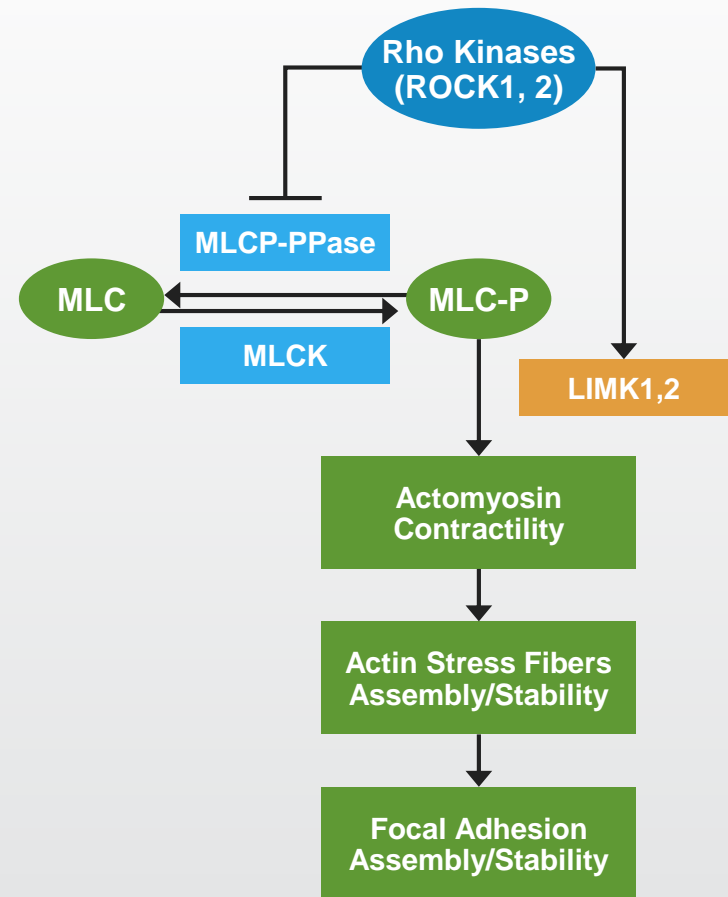 Rho Kinases
(ROCK1, 2)
MLCP-PPase
MLC
MLC-P
MLCK
LIMK1,2
Actomyosin
Contractility
Actin Stress Fibers
Assembly/Stability
Focal Adhesion
Assembly/Stability